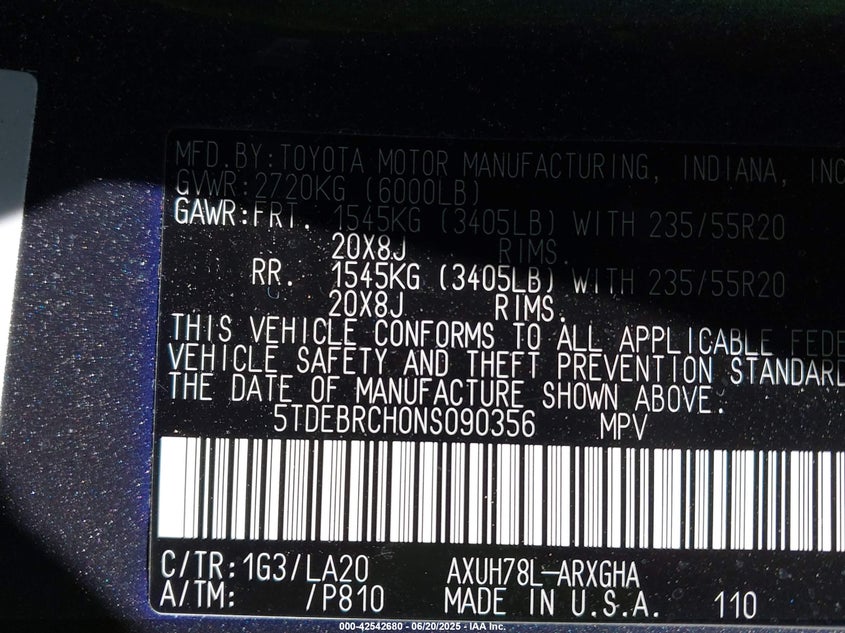 MFD.BY:TOYOTA MOTOR MANUFACTURING, INDIANA, INC
GVWR:2720KG (6000LB)
GAWR:FRT. 1545KG (3405LB) WITH 235/55R20
20X8J RIMS.
RR. 1545KG (3405LB) WITH 235/55R20
20X8J RIMS.
THIS VEHICLE CONFORMS TO ALL APPLICABLE FEDE
VEHICLE SAFETY AND THEFT PREVENTION STANDARD
THE DATE OF MANUFACTURE SHOWN ABOVE.
5TDEBRCH0NS090356 MPV
C/TR:1G3/LA20 AXUH78L-ARXGHA
A/TM: /P810 MADE IN U.S.A. 110
000-42542680 - 06/20/2025 - IAA Inc.